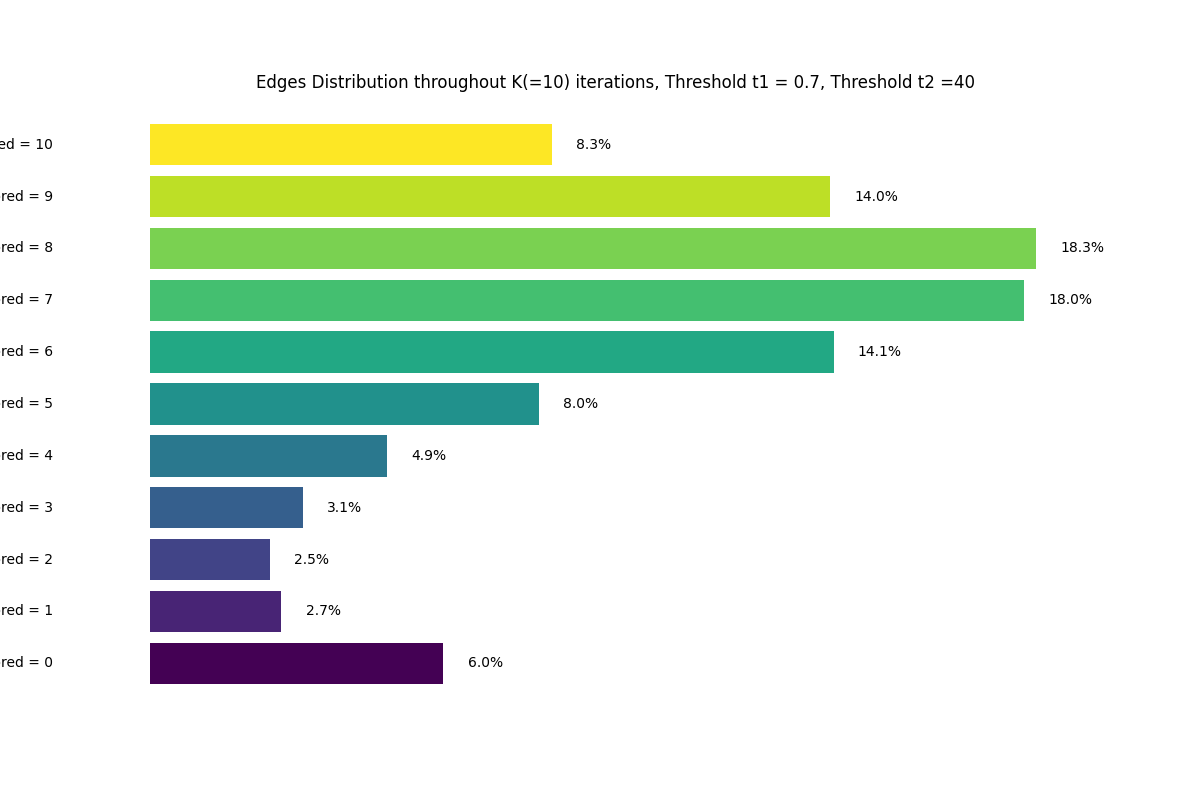 Edges Distribution throughout K(=10) iterations, Threshold t1 = 0.7, Threshold t2 =40
ed = 10 8.3%
red = 9 14.0%
red = 8 18.3%
red = 7 18.0%
red = 6 14.1%
red = 5 8.0%
red = 4 4.9%
red = 3 3.1%
red = 2 2.5%
red = 1 2.7%
red = 0 6.0%